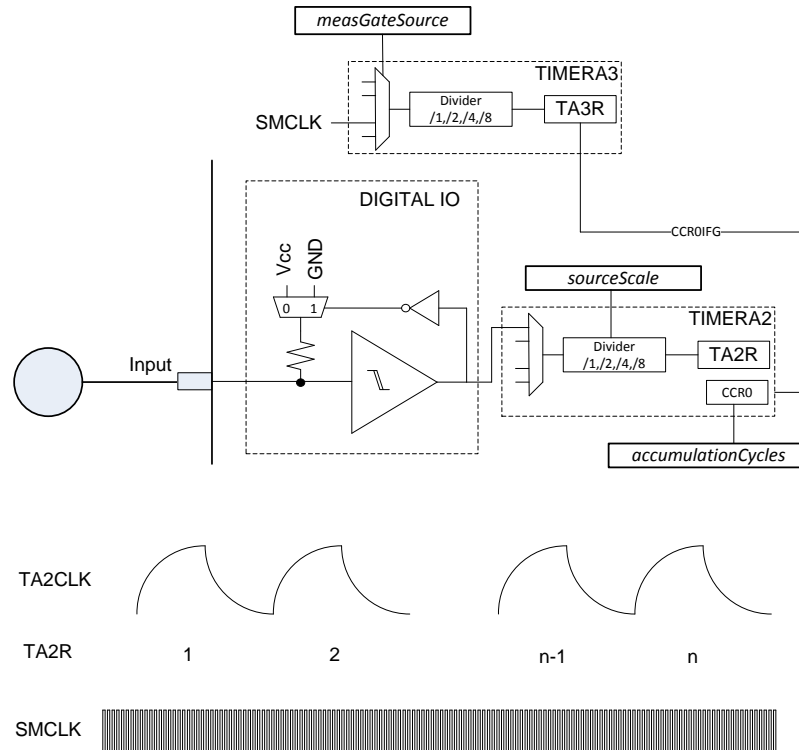 measGateSource
TIMERA3
Divider
/1,/2,/4,/8
TA3R
SMCLK
DIGITAL IO
CCR0IFG
Vcc
GND
0
1
sourceScale
TIMERA2
Divider
/1,/2,/4,/8
TA2R
Input
CCR0
accumulationCycles
TA2CLK
TA2R
1
2
n-1
n
SMCLK